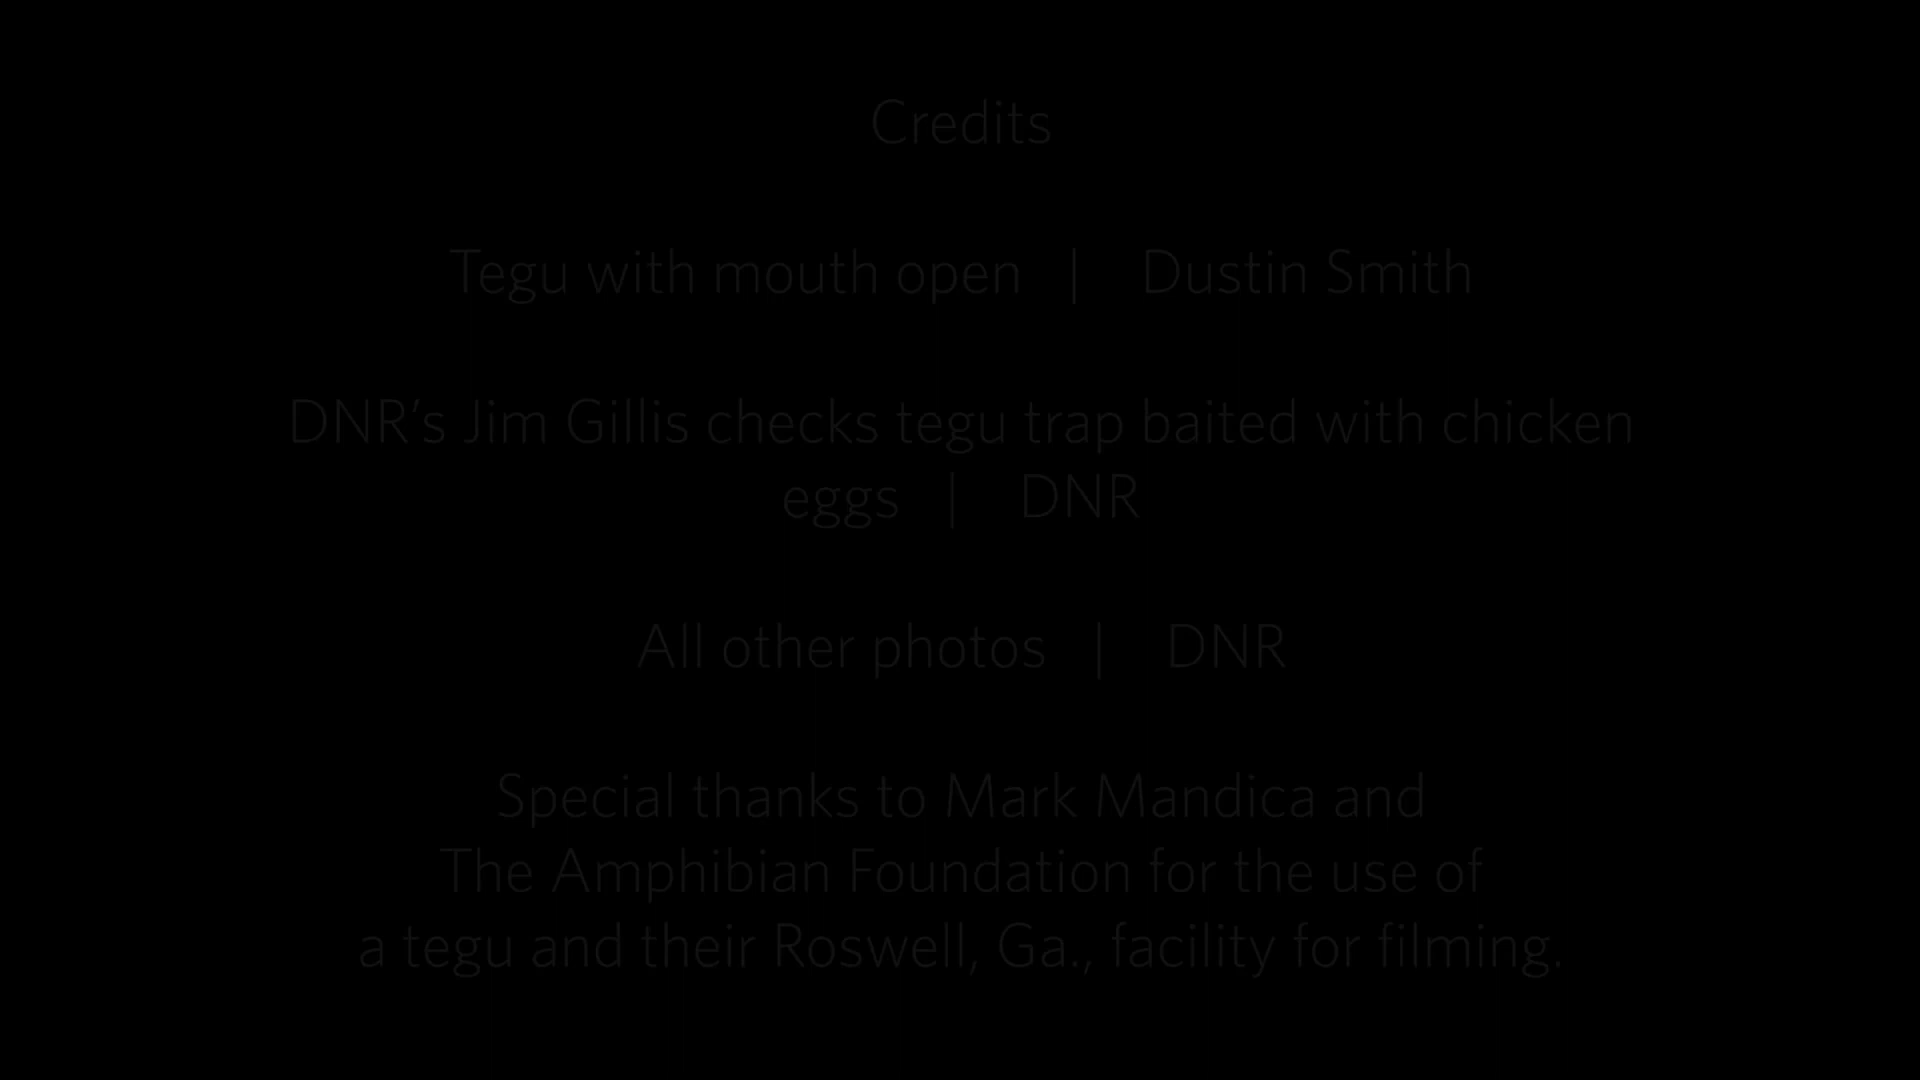 Credits
Tegu with mouth open | Dustin Smith
DNR’s Jim Gillis checks tegu trap baited with chicken
eggs | DNR
All other photos | DNR
Special thanks to Mark Mandica and
The Amphibian Foundation for the use of
a tegu and their Roswell, Ga., facility for filming.